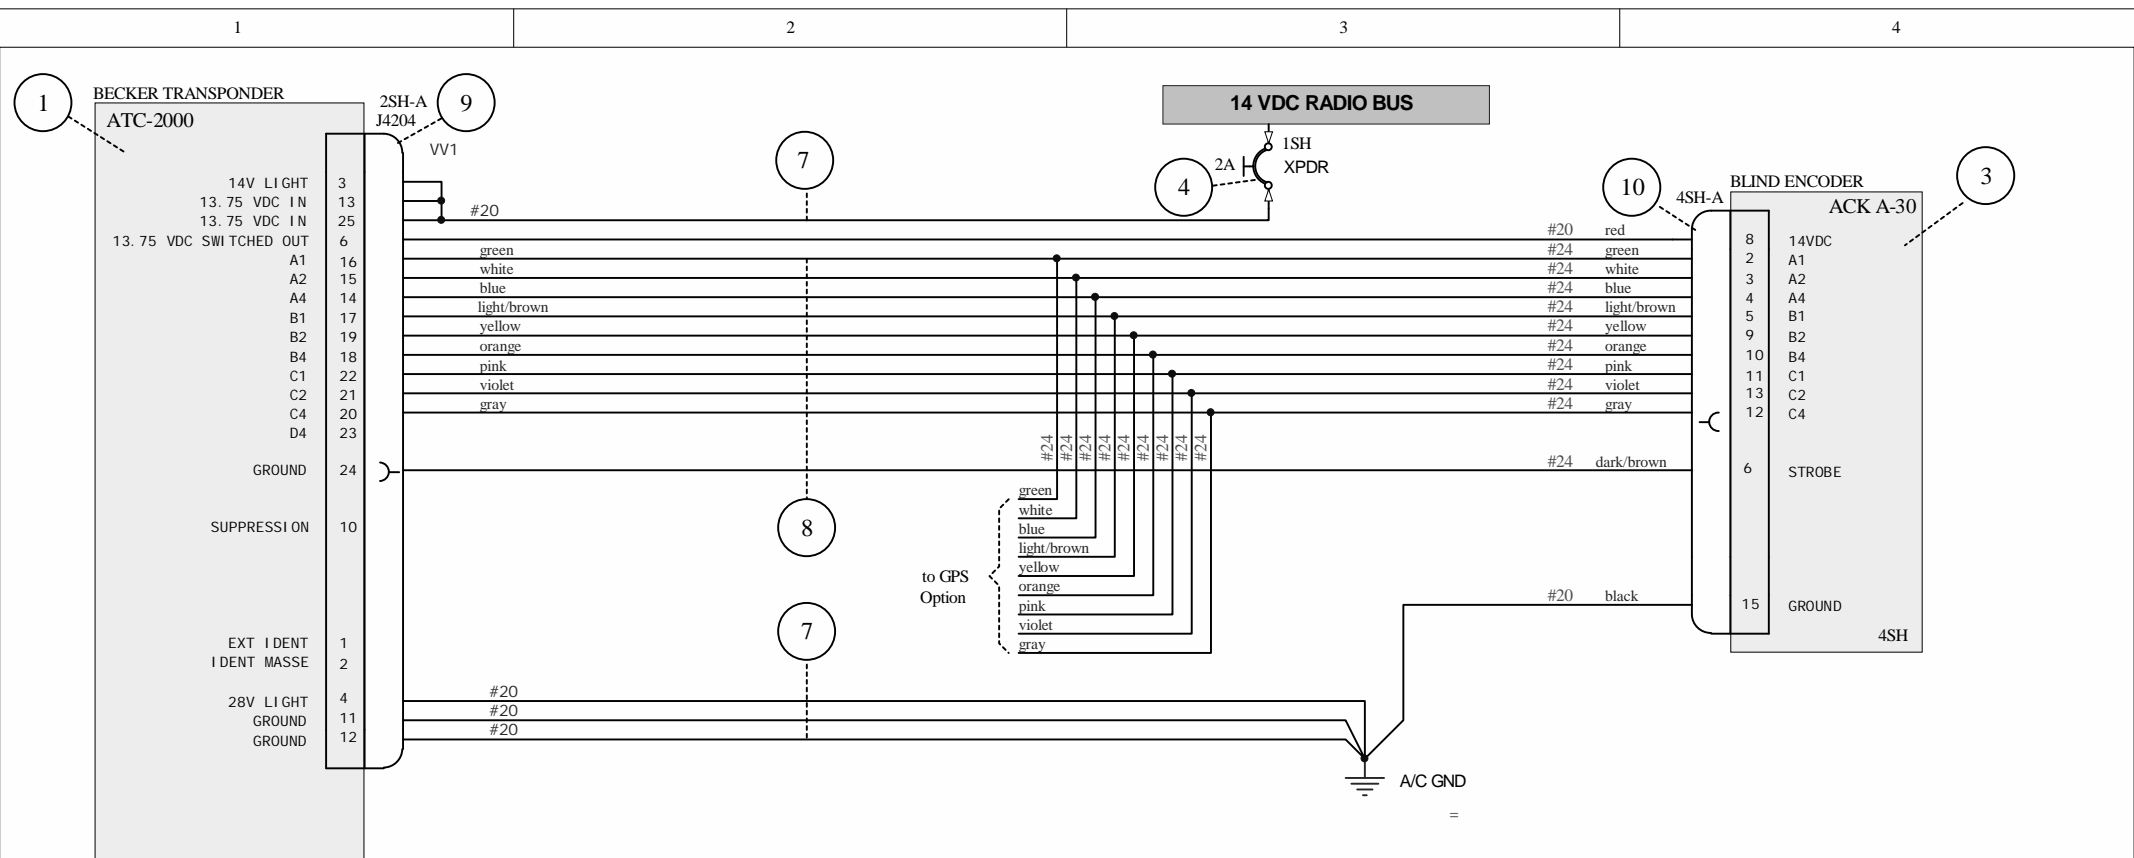 1 2 3 4
1
BECKER TRANSPONDER
ATC-2000
2SH-A
J4204
9
VV1
14V LIGHT 3
13.75 VDC IN 13
13.75 VDC IN 25
13.75 VDC SWITCHED OUT 6
A1 16
A2 15
A4 14
B1 17
B2 19
B4 18
C1 22
C2 21
C4 20
D4 23
GROUND 24
SUPPRESSION 10
EXT IDENT 1
IDENT MASSE 2
28V LIGHT 4
GROUND 11
GROUND 12
7
#20
green
white
blue
light/brown
yellow
orange
pink
violet
gray
8
7
#20
#20
#20
14 VDC RADIO BUS
1SH
2A
XPDR
4
#24 #24 #24 #24 #24 #24 #24 #24 #24
green
white
blue
light/brown
yellow
orange
pink
violet
gray
to GPS
Option
A/C GND
=
#20 red
#24 green
#24 white
#24 blue
#24 light/brown
#24 yellow
#24 orange
#24 pink
#24 violet
#24 gray
#24 dark/brown
#20 black
10
4SH-A
BLIND ENCODER
ACK A-30
3
8 14VDC
2 A1
3 A2
4 A4
5 B1
9 B2
10 B4
11 C1
13 C2
12 C4
6 STROBE
15 GROUND
4SH